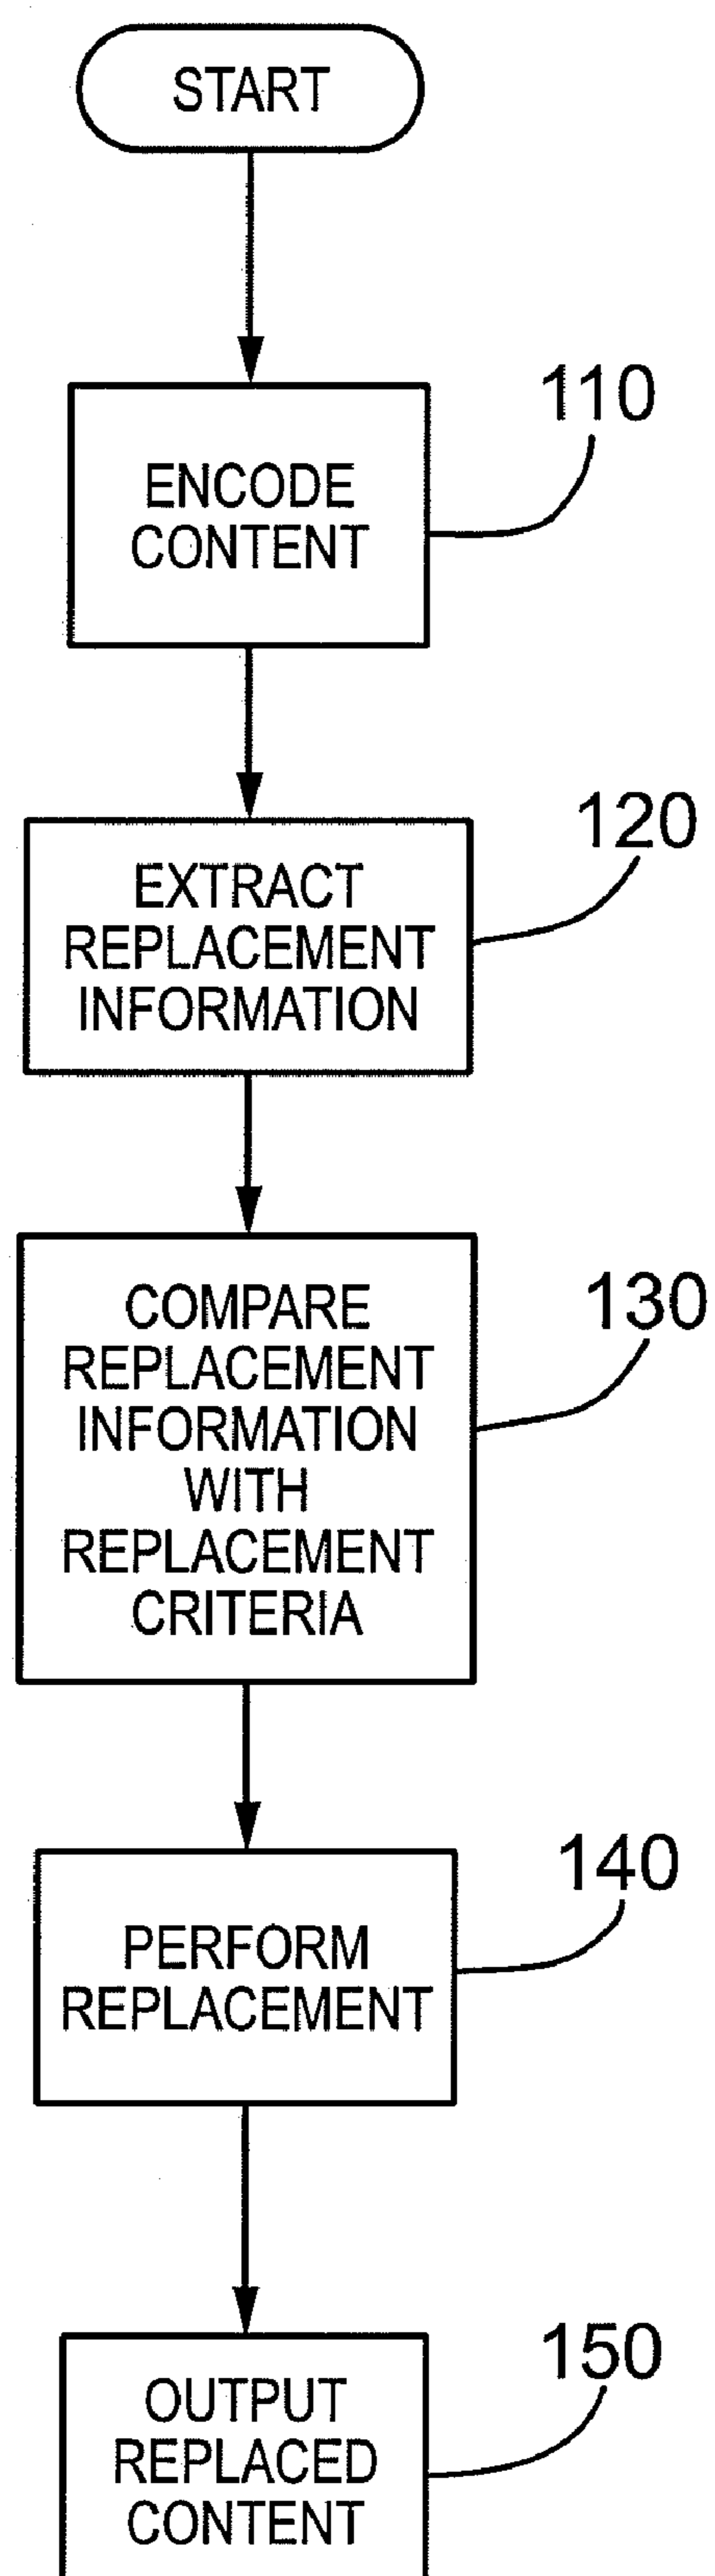 START
110
ENCODE
CONTENT
120
EXTRACT
REPLACEMENT
INFORMATION
130
COMPARE
REPLACEMENT
INFORMATION
WITH
REPLACEMENT
CRITERIA
140
PERFORM
REPLACEMENT
150
OUTPUT
REPLACED
CONTENT